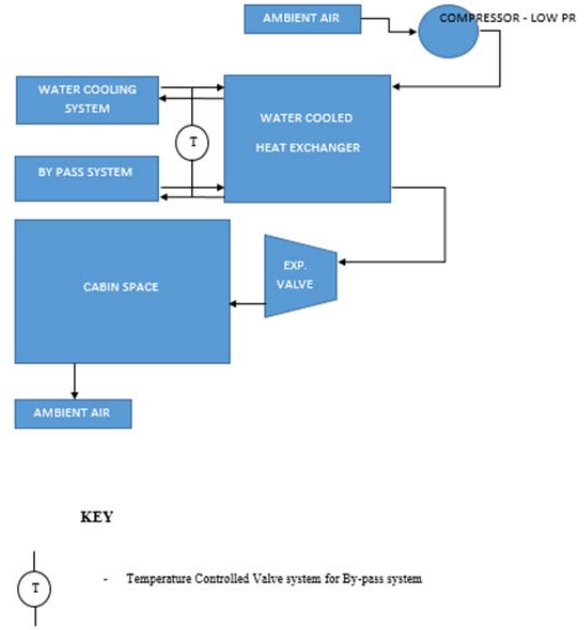 AMBIENT AIR
COMPRESSOR - LOW PR
WATER COOLING
SYSTEM
WATER COOLED
HEAT EXCHANGER
T
BY PASS SYSTEM
EXP.
VALVE
CABIN SPACE
AMBIENT AIR
KEY
T
- Temperature Controlled Valve system for By-pass system